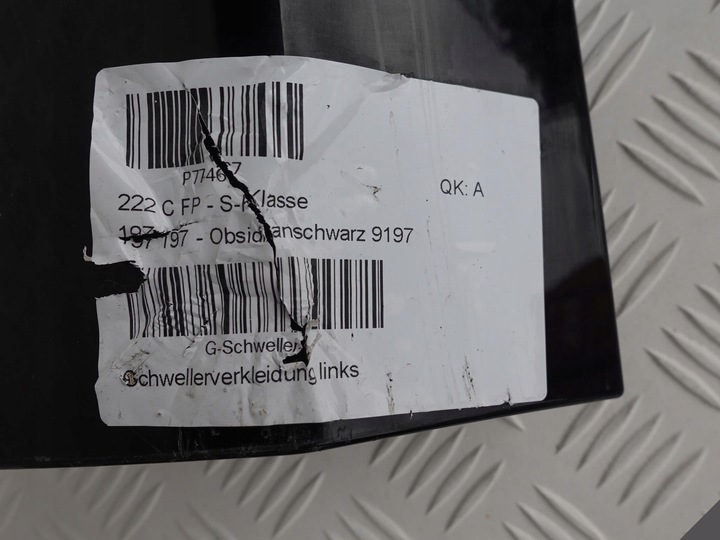 222 C FP - S-Klasse
QK: A
197 197 - Obsidianschwarz 9197
G-Schweller
Schwellerverkleidung links